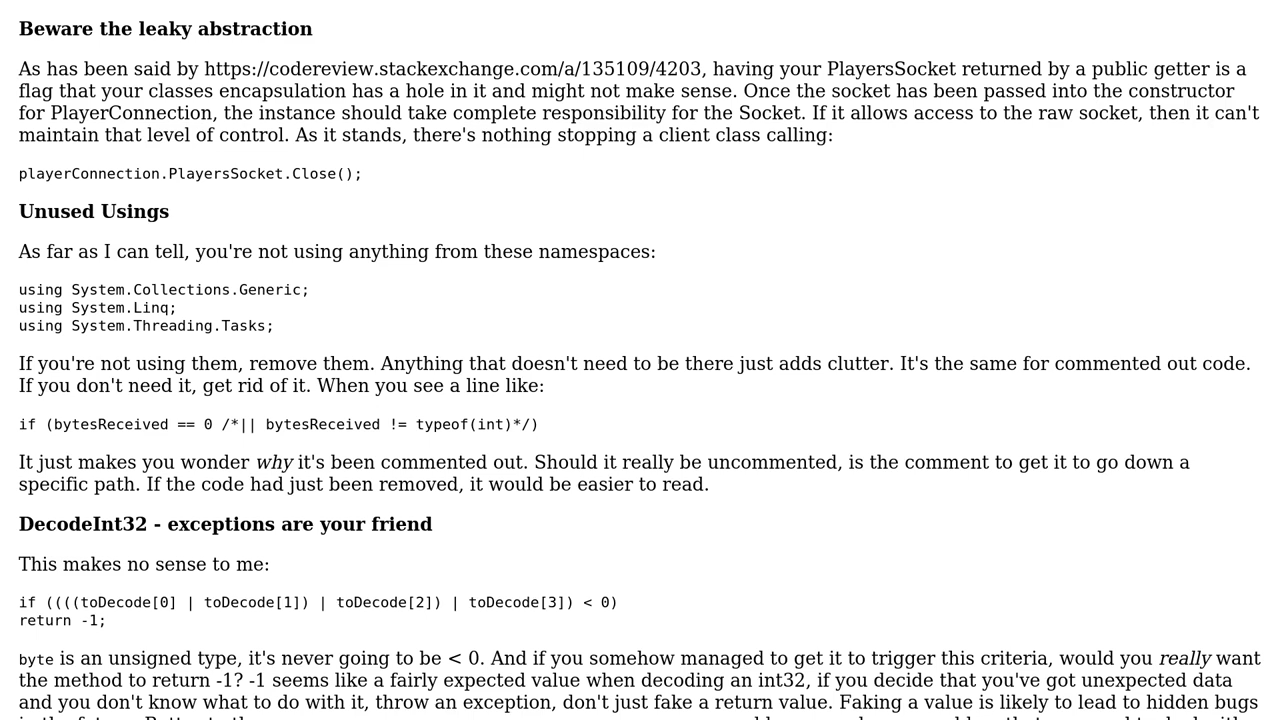 Beware the leaky abstraction
As has been said by https://codereview.stackexchange.com/a/135109/4203, having your PlayersSocket returned by a public getter is a
flag that your classes encapsulation has a hole in it and might not make sense. Once the socket has been passed into the constructor
for PlayerConnection, the instance should take complete responsibility for the Socket. If it allows access to the raw socket, then it can't
maintain that level of control. As it stands, there's nothing stopping a client class calling:
playerConnection.PlayersSocket.Close();
Unused Usings
As far as I can tell, you're not using anything from these namespaces:
using System.Collections.Generic;
using System.Linq;
using System.Threading.Tasks;
If you're not using them, remove them. Anything that doesn't need to be there just adds clutter. It's the same for commented out code.
If you don't need it, get rid of it. When you see a line like:
if (bytesReceived == 0 /*|| bytesReceived != typeof(int)*/)
It just makes you wonder why it's been commented out. Should it really be uncommented, is the comment to get it to go down a
specific path. If the code had just been removed, it would be easier to read.
DecodeInt32 - exceptions are your friend
This makes no sense to me:
if ((((toDecode[0] | toDecode[1]) | toDecode[2]) | toDecode[3]) < 0)
return -1;
byte is an unsigned type, it's never going to be < 0. And if you somehow managed to get it to trigger this criteria, would you really want
the method to return -1? -1 seems like a fairly expected value when decoding an int32, if you decide that you've got unexpected data
and you don't know what to do with it, throw an exception, don't just fake a return value. Faking a value is likely to lead to hidden bugs